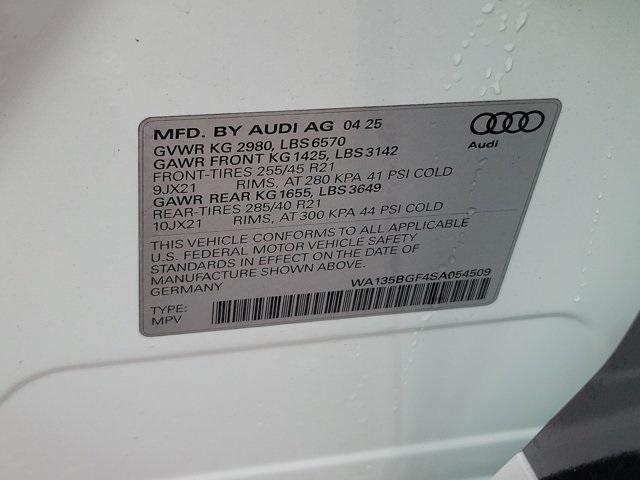 MFD. BY AUDI AG 04 25
GVWR KG 2980, LBS 6570
GAWR FRONT KG 1425, LBS 3142
FRONT-TIRES 255/45 R21
9JX21 RIMS, AT 280 KPA 41 PSI COLD
GAWR REAR KG 1655, LBS 3649
REAR-TIRES 285/40 R21
10JX21 RIMS, AT 300 KPA 44 PSI COLD
Audi
THIS VEHICLE CONFORMS TO ALL APPLICABLE
U.S. FEDERAL MOTOR VEHICLE SAFETY
STANDARDS IN EFFECT ON THE DATE OF
MANUFACTURE SHOWN ABOVE.
GERMANY
WA135BGF4SA054509
TYPE:
MPV